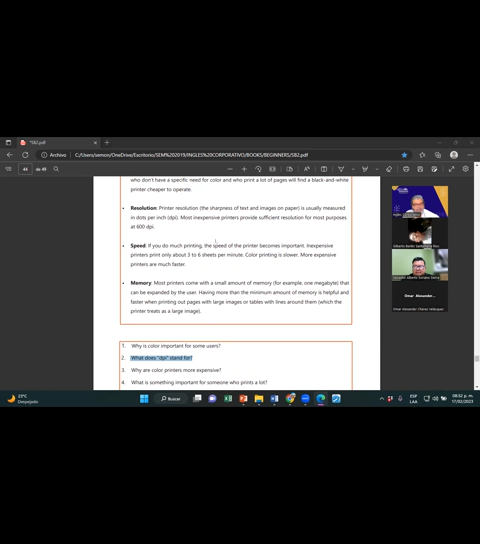 *SB2.pdf
Archivo
C:/Users/semon/OneDrive/Escritorio/SEM%202019/INGLES%20CORPORATIVO/BOOKS/BEGINNERS/SB2.pdf
44 de 49
who don't have a specific need for color and who print a lot of pages will find a black-and-white
printer cheaper to operate.
• Resolution: Printer resolution (the sharpness of text and images on paper) is usually measured
in dots per inch (dpi). Most inexpensive printers provide sufficient resolution for most purposes
at 600 dpi.
• Speed: If you do much printing, the speed of the printer becomes important. Inexpensive
printers print only about 3 to 6 sheets per minute. Color printing is slower. More expensive
printers are much faster.
• Memory: Most printers come with a small amount of memory (for example, one megabyte) that
can be expanded by the user. Having more than the minimum amount of memory is helpful and
faster when printing out pages with large images or tables with lines around them (which the
printer treats as a large image).
1. Why is color important for some users?
2. What does "dpi" stand for?
3. Why are color printers more expensive?
4. What is something important for someone who prints a lot?
Omar Alexander...
Omar Alexander Chavez Velasquez
23°C
Despejado
Buscar
ESP
LAA
08:52 p. m.
17/02/2023